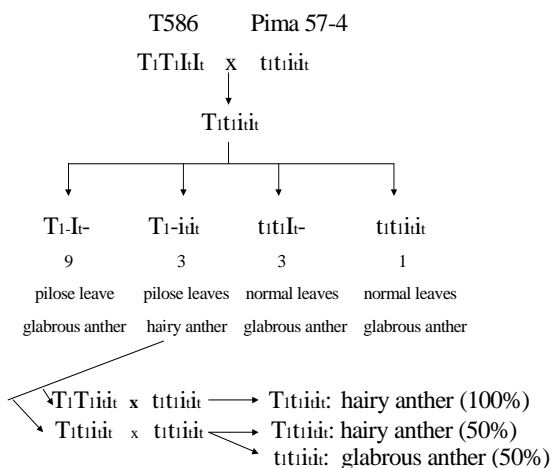 T586 Pima 57-4
T1T1ItIt x t1t1itit
T1t1itit
T1-It- T1-itit t1t1It- t1t1itit
9 3 3 1
pilose leave pilose leaves normal leaves normal leaves
glabrous anther hairy anther glabrous anther glabrous anther
T1T1itit x t1t1itit T1t1itit: hairy anther (100%)
T1t1itit x t1t1itit T1t1itit: hairy anther (50%)
t1t1itit: glabrous anther (50%)